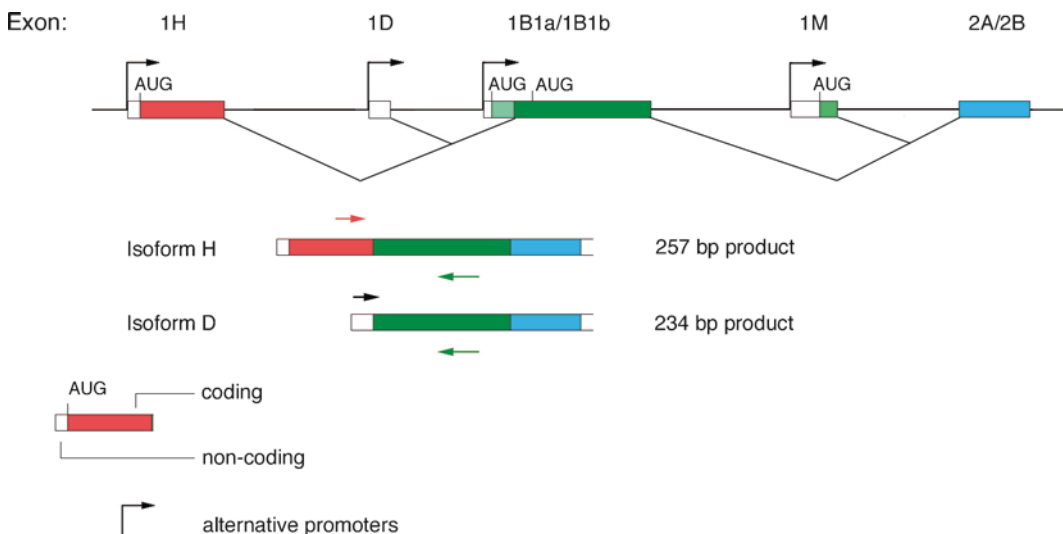 Exon: 1H 1D 1B1a/1B1b 1M 2A/2B
AUG AUG AUG AUG
Isoform H 257 bp product
Isoform D 234 bp product
AUG coding
non-coding
alternative promoters